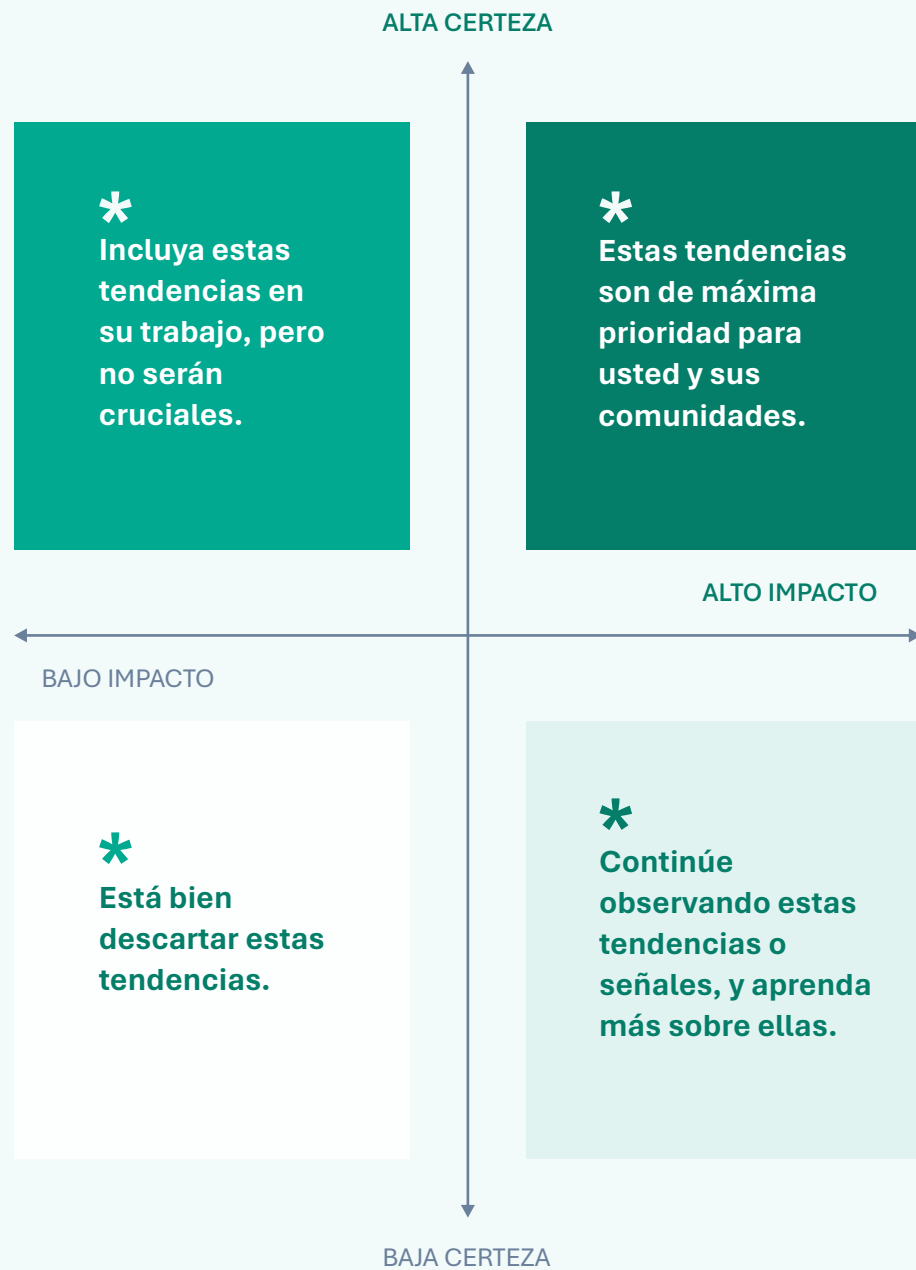 ALTA CERTEZA
*
Incluya estas
tendencias en
su trabajo, pero
no serán
cruciales.
*
Estas tendencias
son de máxima
prioridad para
usted y sus
comunidades.
ALTO IMPACTO
BAJO IMPACTO
*
Está bien
descartar estas
tendencias.
*
Continúe
observando estas
tendencias o
señales, y aprenda
más sobre ellas.
BAJA CERTEZA